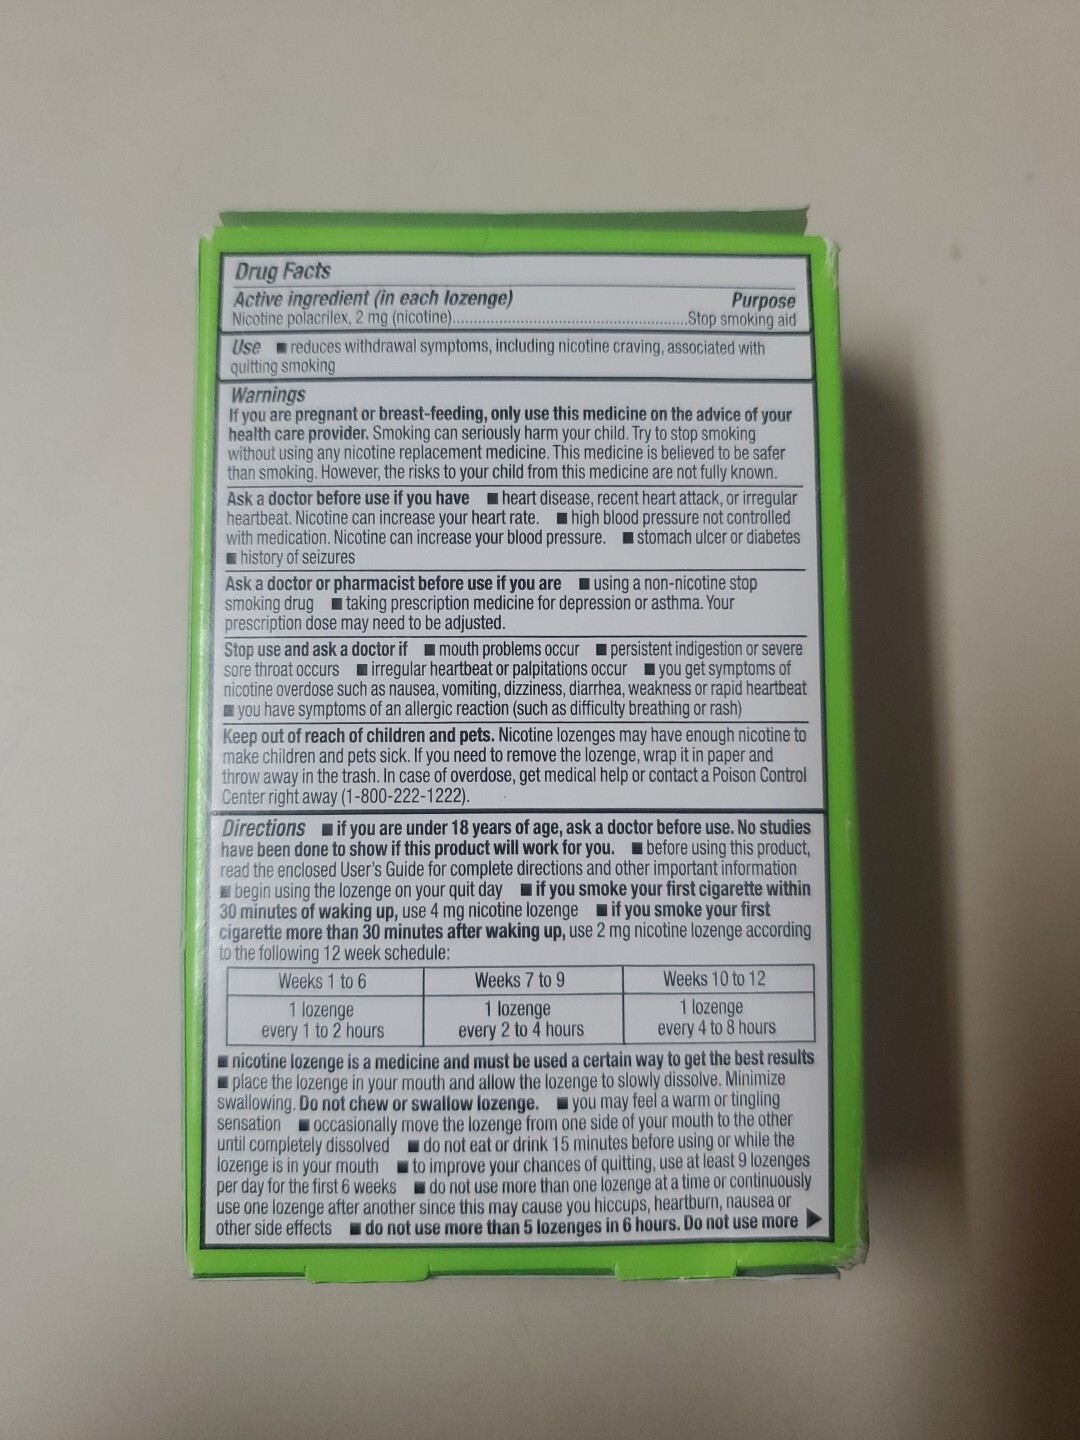 Drug Facts
Active ingredient (in each lozenge) Purpose
Nicotine polacrilex, 2 mg (nicotine)..........................................................Stop smoking aid
Use ■ reduces withdrawal symptoms, including nicotine craving, associated with
quitting smoking
Warnings
If you are pregnant or breast-feeding, only use this medicine on the advice of your
health care provider. Smoking can seriously harm your child. Try to stop smoking
without using any nicotine replacement medicine. This medicine is believed to be safer
than smoking. However, the risks to your child from this medicine are not fully known.
Ask a doctor before use if you have ■ heart disease, recent heart attack, or irregular
heartbeat. Nicotine can increase your heart rate. ■ high blood pressure not controlled
with medication. Nicotine can increase your blood pressure. ■ stomach ulcer or diabetes
■ history of seizures
Ask a doctor or pharmacist before use if you are ■ using a non-nicotine stop
smoking drug ■ taking prescription medicine for depression or asthma. Your
prescription dose may need to be adjusted.
Stop use and ask a doctor if ■ mouth problems occur ■ persistent indigestion or severe
sore throat occurs ■ irregular heartbeat or palpitations occur ■ you get symptoms of
nicotine overdose such as nausea, vomiting, dizziness, diarrhea, weakness or rapid heartbeat
■ you have symptoms of an allergic reaction (such as difficulty breathing or rash)
Keep out of reach of children and pets. Nicotine lozenges may have enough nicotine to
make children and pets sick. If you need to remove the lozenge, wrap it in paper and
throw away in the trash. In case of overdose, get medical help or contact a Poison Control
Center right away (1-800-222-1222).
Directions ■ if you are under 18 years of age, ask a doctor before use. No studies
have been done to show if this product will work for you. ■ before using this product,
read the enclosed User's Guide for complete directions and other important information
■ begin using the lozenge on your quit day ■ if you smoke your first cigarette within
30 minutes of waking up, use 4 mg nicotine lozenge ■ if you smoke your first
cigarette more than 30 minutes after waking up, use 2 mg nicotine lozenge according
to the following 12 week schedule:
Weeks 1 to 6 Weeks 7 to 9 Weeks 10 to 12
1 lozenge 1 lozenge 1 lozenge
every 1 to 2 hours every 2 to 4 hours every 4 to 8 hours
■ nicotine lozenge is a medicine and must be used a certain way to get the best results
■ place the lozenge in your mouth and allow the lozenge to slowly dissolve. Minimize
swallowing. Do not chew or swallow lozenge. ■ you may feel a warm or tingling
sensation ■ occasionally move the lozenge from one side of your mouth to the other
until completely dissolved ■ do not eat or drink 15 minutes before using or while the
lozenge is in your mouth ■ to improve your chances of quitting, use at least 9 lozenges
per day for the first 6 weeks ■ do not use more than one lozenge at a time or continuously
use one lozenge after another since this may cause you hiccups, heartburn, nausea or
other side effects ■ do not use more than 5 lozenges in 6 hours. Do not use more ▶